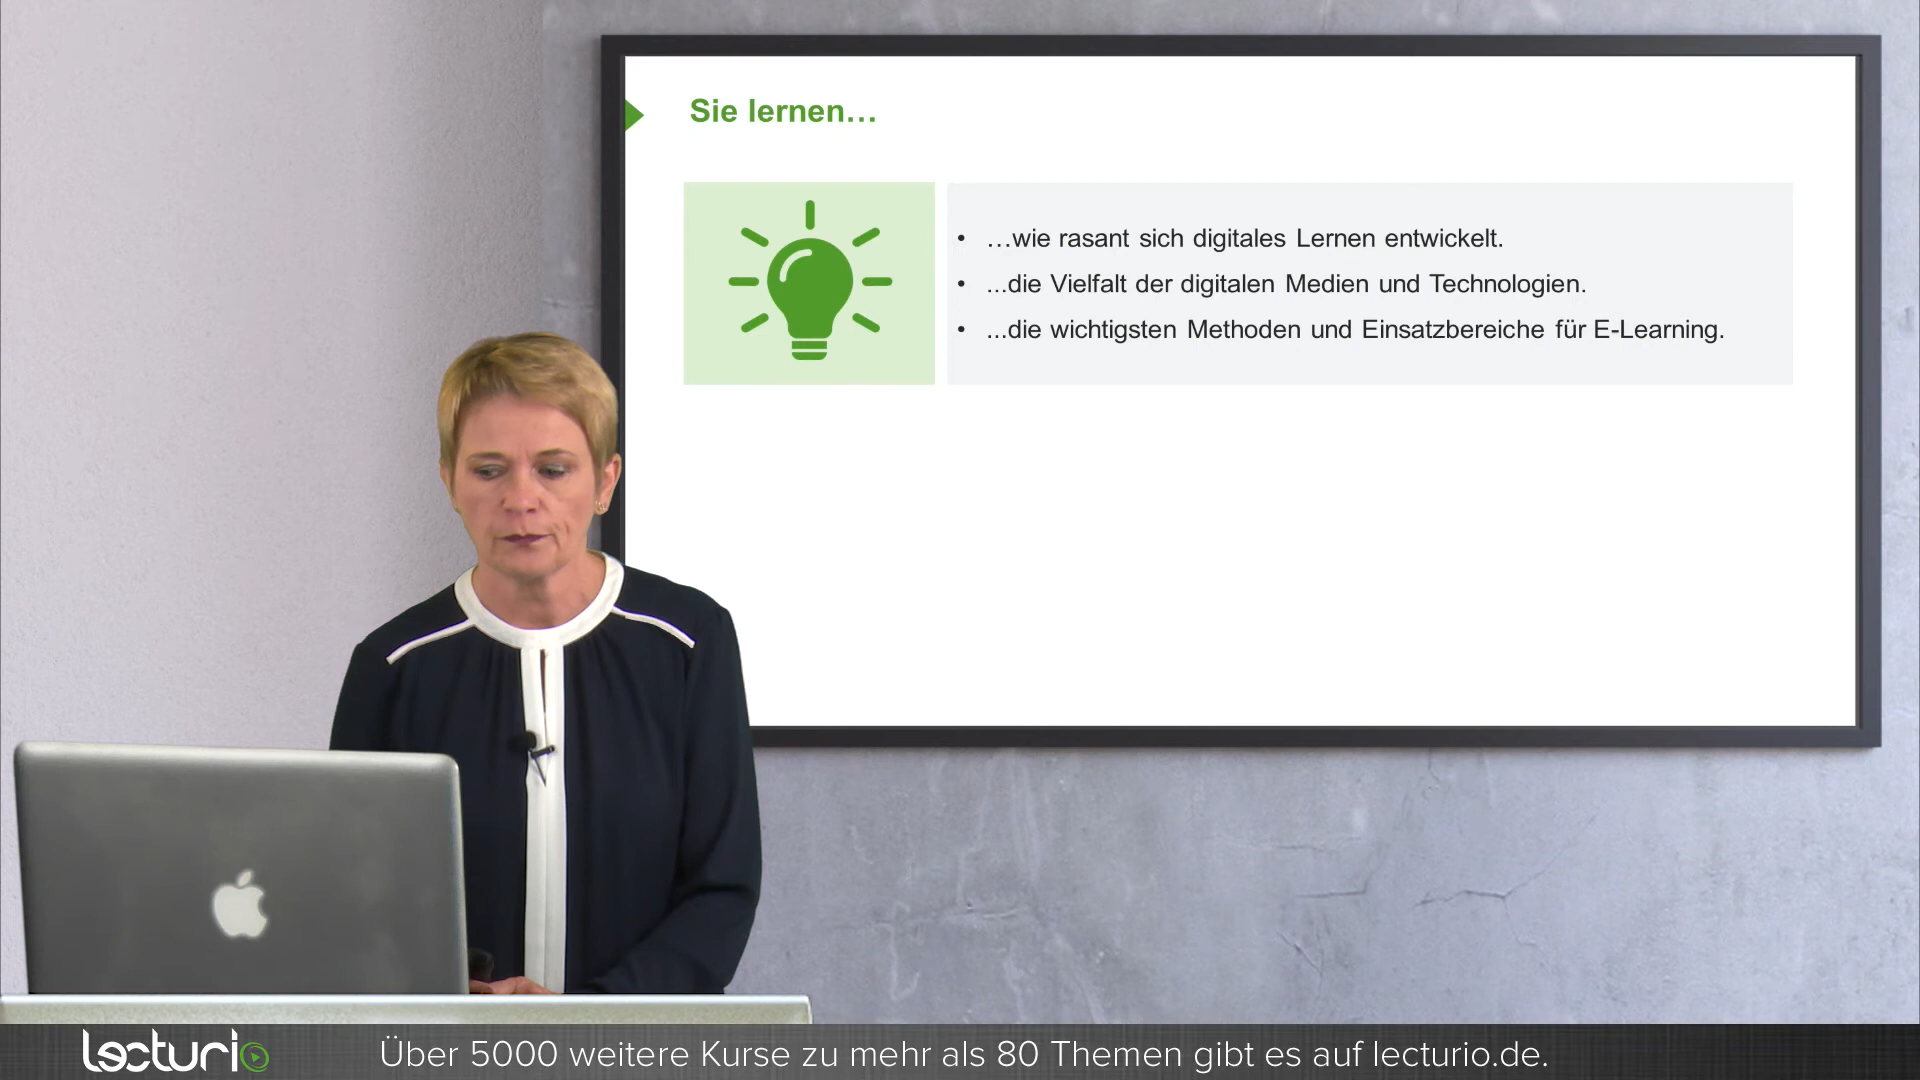 Sie lernen…
• …wie rasant sich digitales Lernen entwickelt.
• ...die Vielfalt der digitalen Medien und Technologien.
• ...die wichtigsten Methoden und Einsatzbereiche für E-Learning.
lecturio
Über 5000 weitere Kurse zu mehr als 80 Themen gibt es auf lecturio.de.